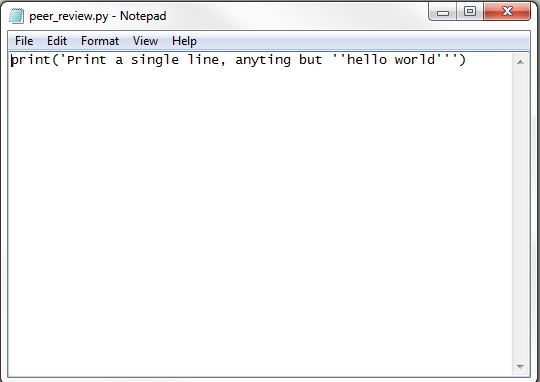 peer_review.py - Notepad
File Edit Format View Help
print('Print a single line, anyting but ''hello world''')